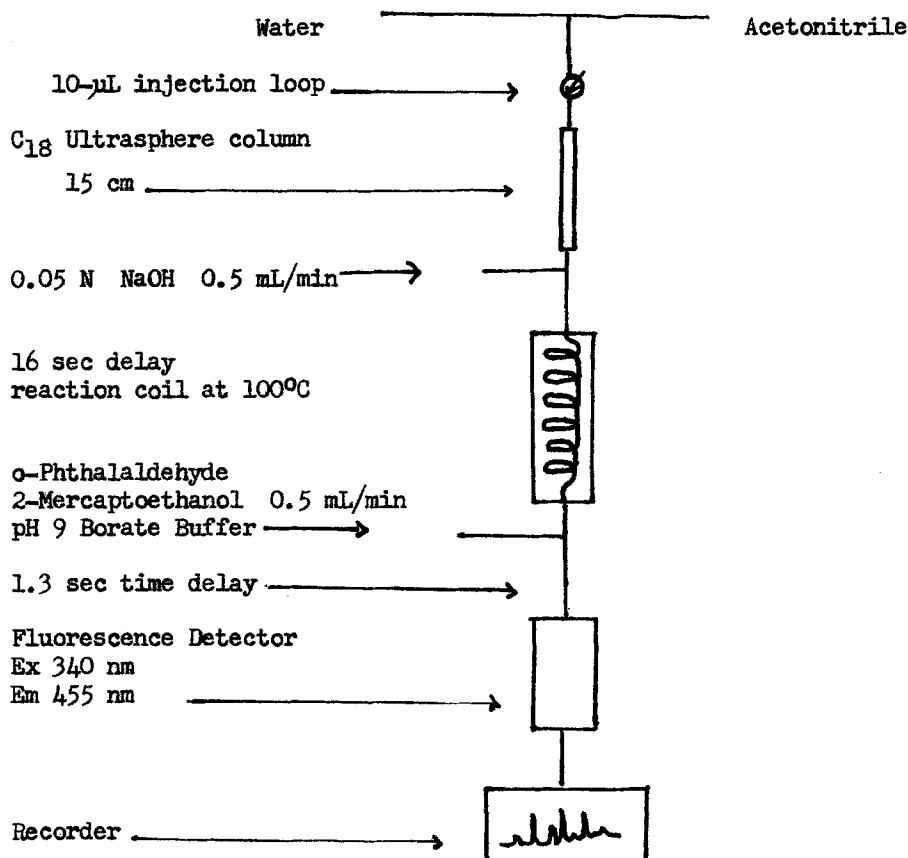 Water
Acetonitrile
10-µL injection loop
C18 Ultrasphere column
15 cm
0.05 N NaOH 0.5 mL/min
16 sec delay
reaction coil at 100°C
o-Phthalaldehyde
2-Mercaptoethanol 0.5 mL/min
pH 9 Borate Buffer
1.3 sec time delay
Fluorescence Detector
Ex 340 nm
Em 455 nm
Recorder